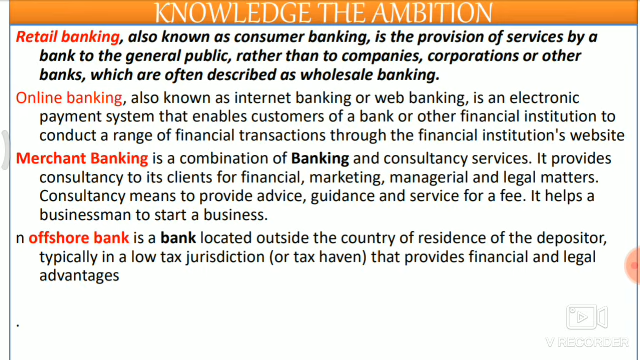 KNOWLEDGE THE AMBITION
Retail banking, also known as consumer banking, is the provision of services by a
bank to the general public, rather than to companies, corporations or other
banks, which are often described as wholesale banking.
Online banking, also known as internet banking or web banking, is an electronic
payment system that enables customers of a bank or other financial institution to
conduct a range of financial transactions through the financial institution's website
Merchant Banking is a combination of Banking and consultancy services. It provides
consultancy to its clients for financial, marketing, managerial and legal matters.
Consultancy means to provide advice, guidance and service for a fee. It helps a
businessman to start a business.
n offshore bank is a bank located outside the country of residence of the depositor,
typically in a low tax jurisdiction (or tax haven) that provides financial and legal
advantages
.
V RECORDER